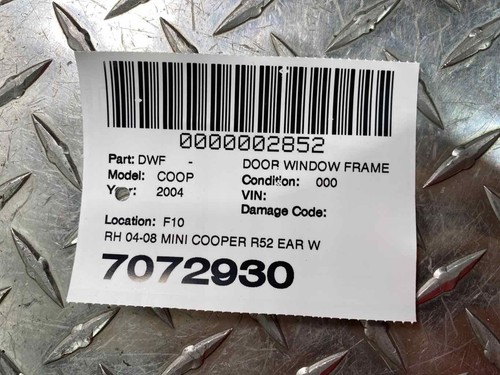 0000002852
Part: DWF - DOOR WINDOW FRAME
Model: COOP Condition: 000
Year: 2004 VIN:
Damage Code:
Location: F10
RH 04-08 MINI COOPER R52 EAR W
7072930